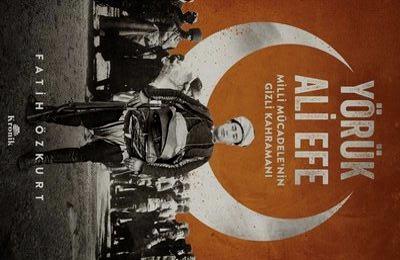 YÖRÜK
ALİ EFE
MİLLİ MÜCADELE'NİN
GİZLİ KAHRAMANI
FATİH ÖZKURT
Kronik